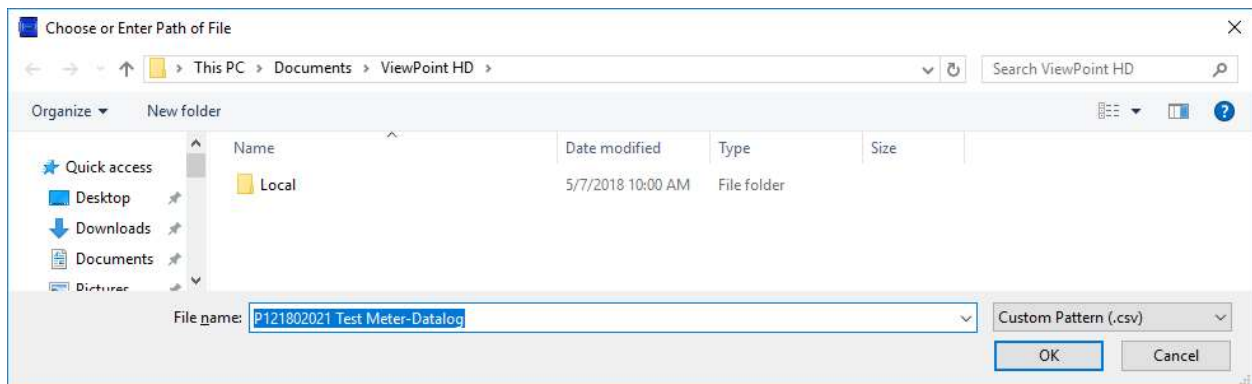 Choose or Enter Path of File
This PC > Documents > ViewPoint HD >
Search ViewPoint HD
Organize
New folder
Name Date modified Type Size
Quick access
Local 5/7/2018 10:00 AM File folder
Desktop
Downloads
Documents
Pictures
File name: P121802021 Test Meter-Datalog
Custom Pattern (.csv)
OK Cancel